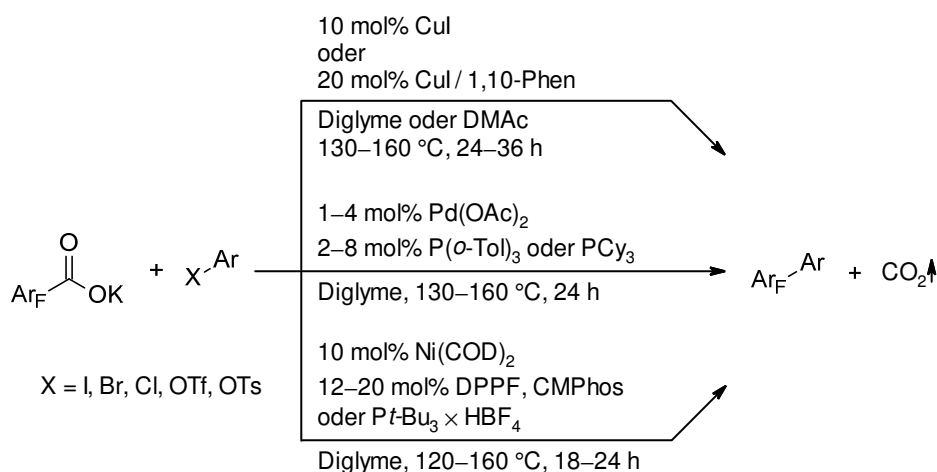 10 mol% CuI
oder
20 mol% CuI / 1,10-Phen
Diglyme oder DMAc
130–160 °C, 24–36 h
1–4 mol% Pd(OAc)2
2–8 mol% P(o-Tol)3 oder PCy3
Diglyme, 130–160 °C, 24 h
O
ArF OK + X Ar
ArF Ar + CO2
10 mol% Ni(COD)2
X = I, Br, Cl, OTf, OTs
12–20 mol% DPPF, CMPhos
oder Pt-Bu3 × HBF4
Diglyme, 120–160 °C, 18–24 h